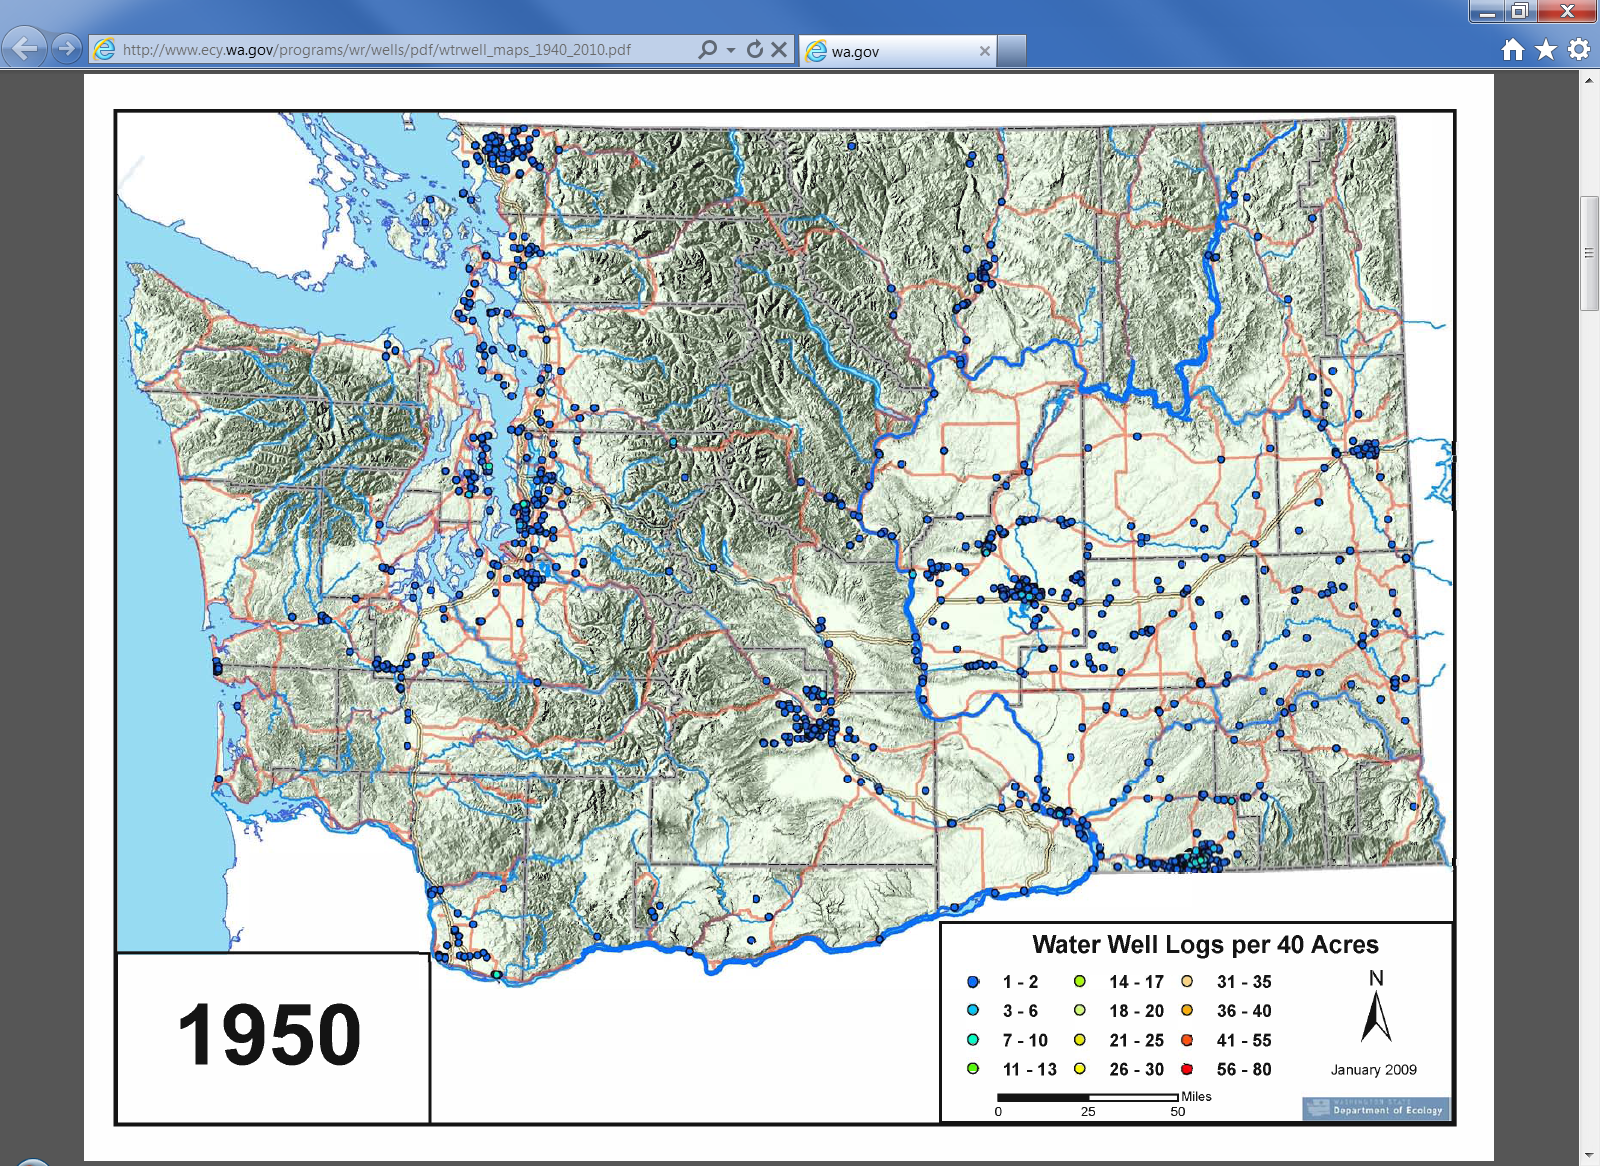 http://www.ecy.wa.gov/programs/wr/wells/pdf/wtrwell_maps_1940_2010.pdf
wa.gov
1950
Water Well Logs per 40 Acres
1 - 2 14 - 17 31 - 35
3 - 6 18 - 20 36 - 40
7 - 10 21 - 25 41 - 55
11 - 13 26 - 30 56 - 80
N
January 2009
Miles
0 25 50
WASHINGTON STATE
Department of Ecology